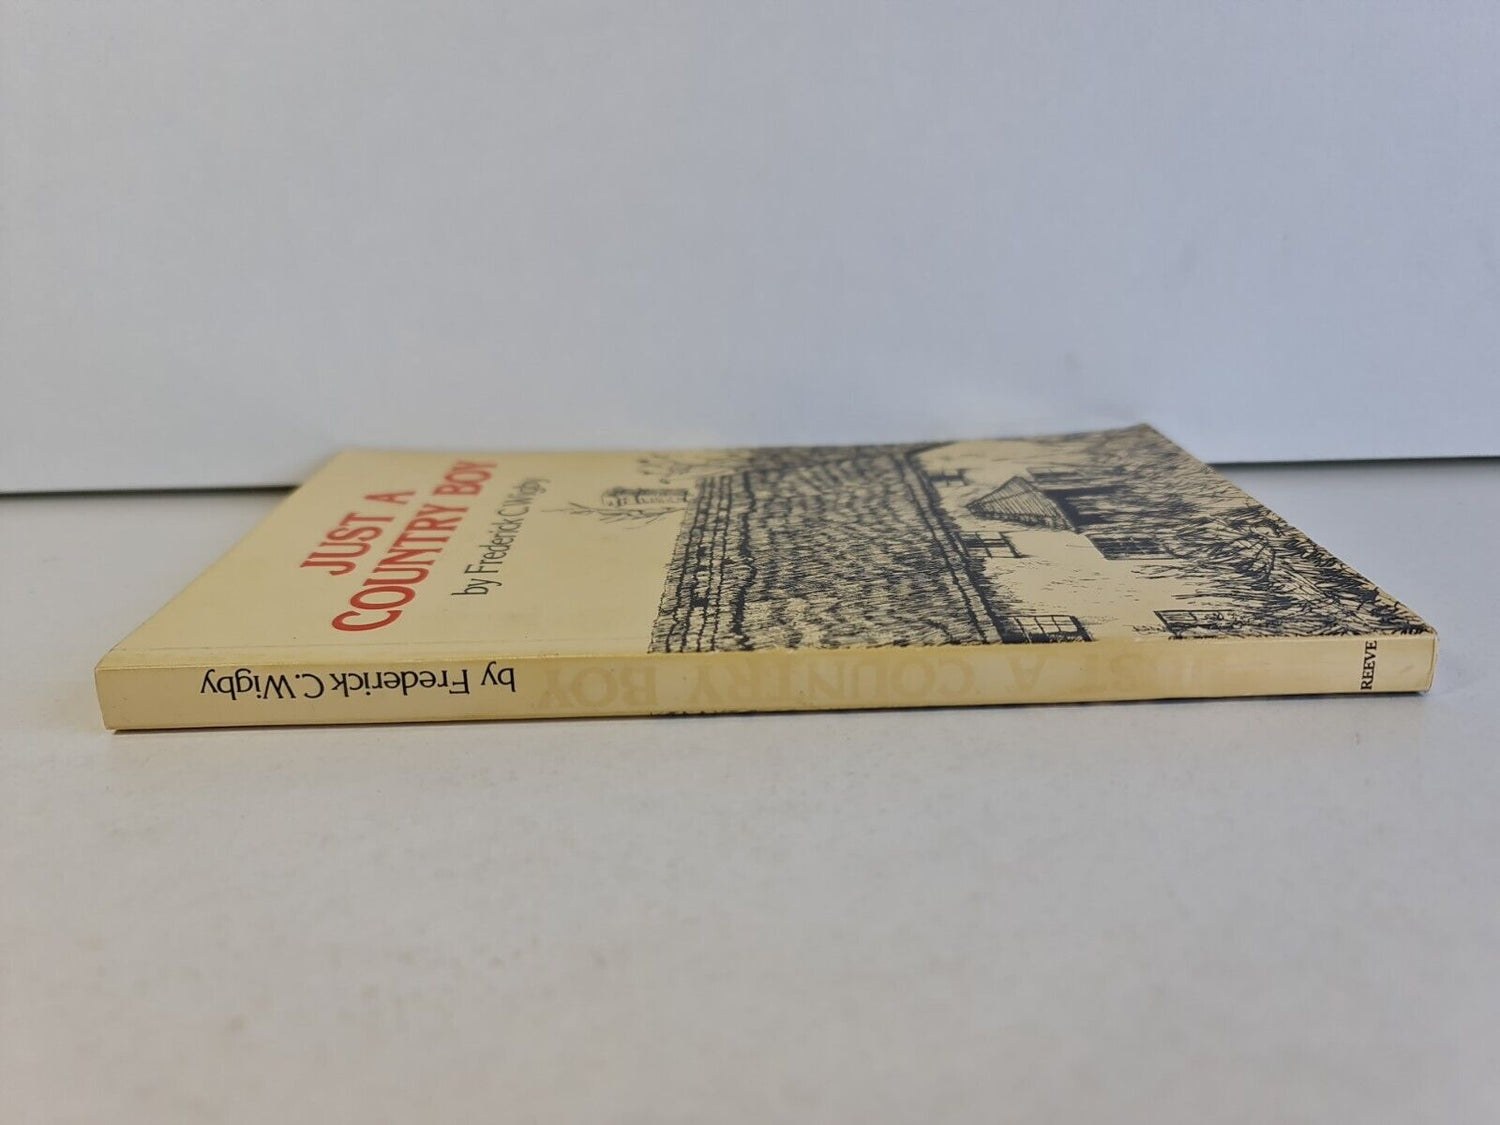 JUST A
COUNTRY BOY
by Frederick C. Wigby
JUST A COUNTRY BOY
by Frederick C. Wigby
REEVE